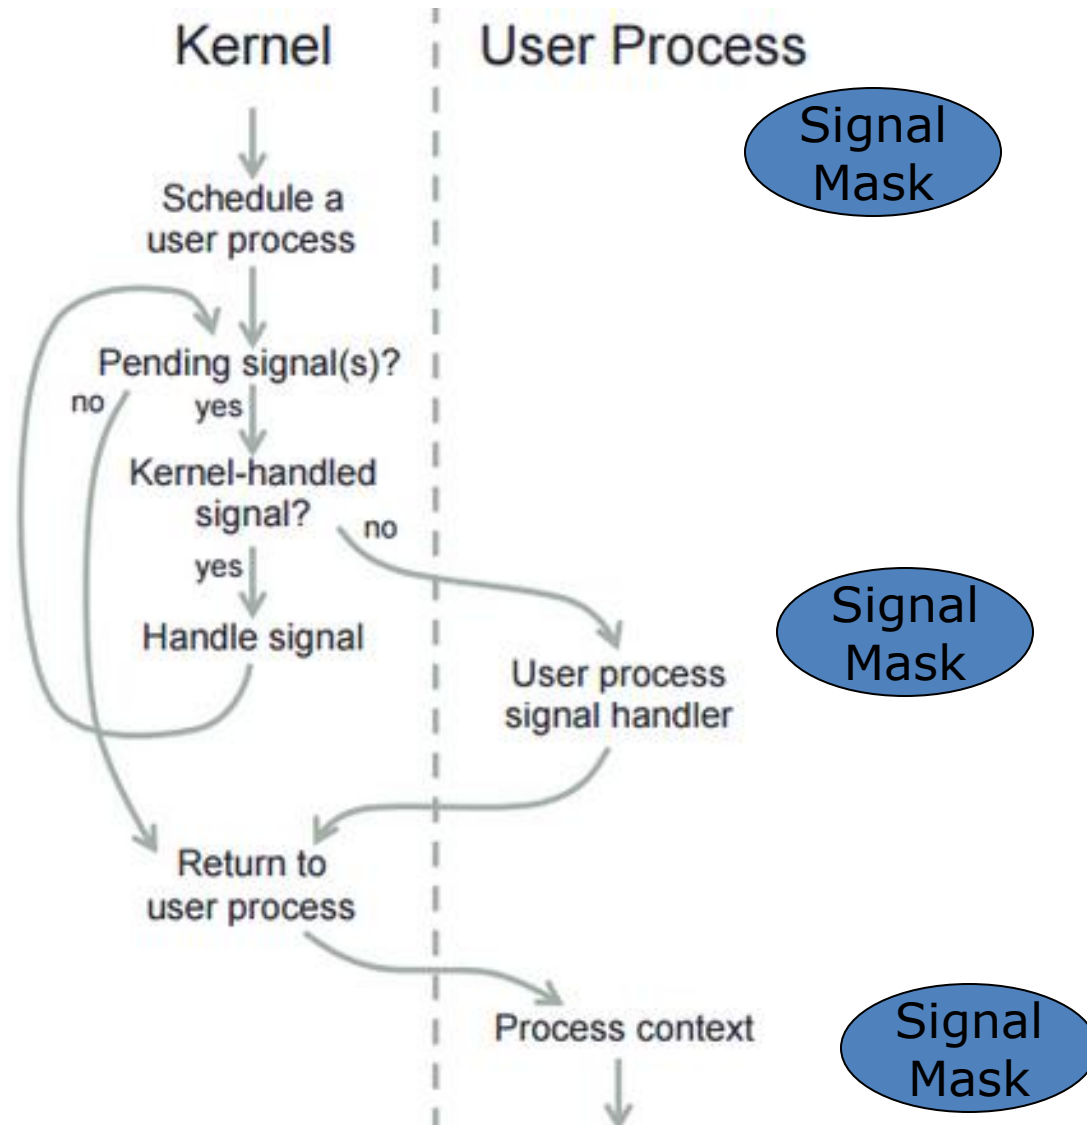 Kernel
User Process
Signal
Mask
Schedule a
user process
Pending signal(s)?
no
yes
Kernel-handled
signal?
no
yes
Signal
Mask
Handle signal
User process
signal handler
Return to
user process
Process context
Signal
Mask